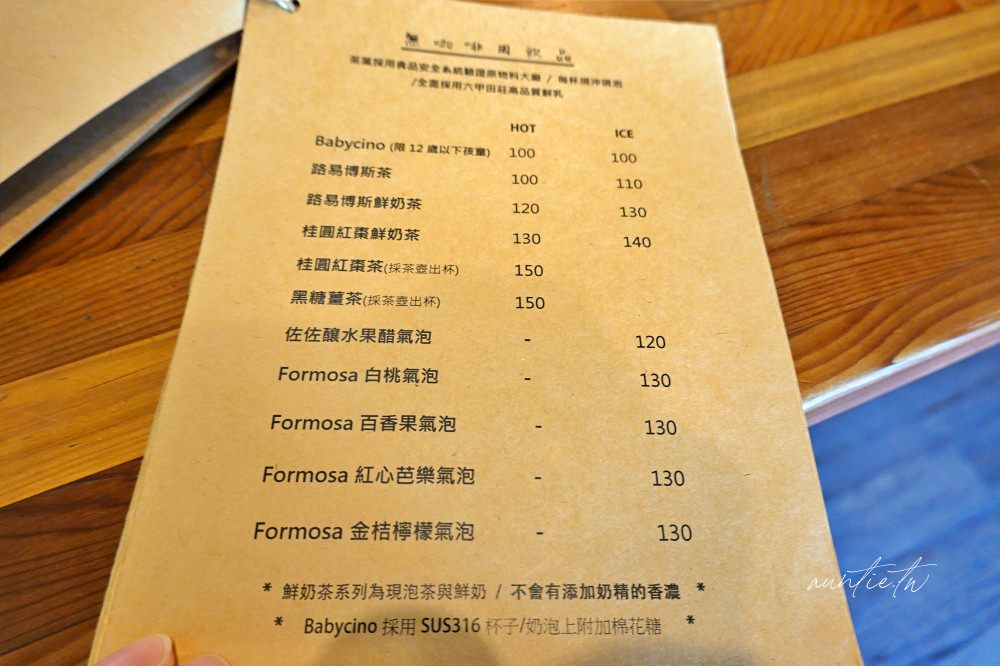 無咖啡因飲品
茶葉採用食品安全系統驗證原物料大廠 / 每杯現沖現泡
/全面採用六甲田莊高品質鮮乳
HOT ICE
Babycino (限 12 歲以下孩童) 100 100
路易博斯茶 100 110
路易博斯鮮奶茶 120 130
桂圓紅棗鮮奶茶 130 140
桂圓紅棗茶(採茶壺出杯) 150
黑糖薑茶(採茶壺出杯) 150
佐佐釀水果醋氣泡 - 120
Formosa 白桃氣泡 - 130
Formosa 百香果氣泡 - 130
Formosa 紅心芭樂氣泡 - 130
Formosa 金桔檸檬氣泡 - 130
* 鮮奶茶系列為現泡茶與鮮奶 / 不會有添加奶精的香濃 *
* Babycino 採用 SUS316 杯子/奶泡上附加棉花糖 *
auntie.tw